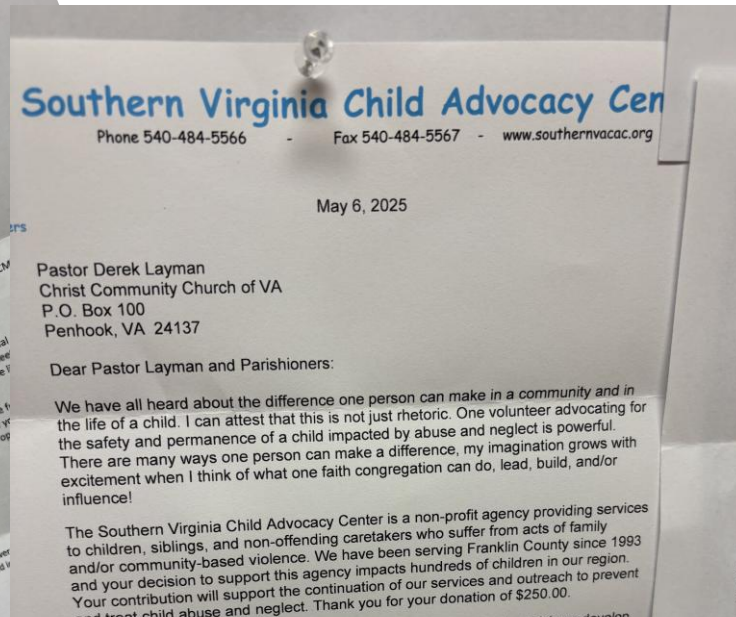 Southern Virginia Child Advocacy Cen
Phone 540-484-5566 - Fax 540-484-5567 - www.southernvacac.org
May 6, 2025
ers
Pastor Derek Layman
Christ Community Church of VA
P.O. Box 100
Penhook, VA 24137
Dear Pastor Layman and Parishioners:
We have all heard about the difference one person can make in a community and in
the life of a child. I can attest that this is not just rhetoric. One volunteer advocating for
the safety and permanence of a child impacted by abuse and neglect is powerful.
There are many ways one person can make a difference, my imagination grows with
excitement when I think of what one faith congregation can do, lead, build, and/or
influence!
The Southern Virginia Child Advocacy Center is a non-profit agency providing services
to children, siblings, and non-offending caretakers who suffer from acts of family
and/or community-based violence. We have been serving Franklin County since 1993
and your decision to support this agency impacts hundreds of children in our region.
Your contribution will support the continuation of our services and outreach to prevent
and treat child abuse and neglect. Thank you for your donation of $250.00.